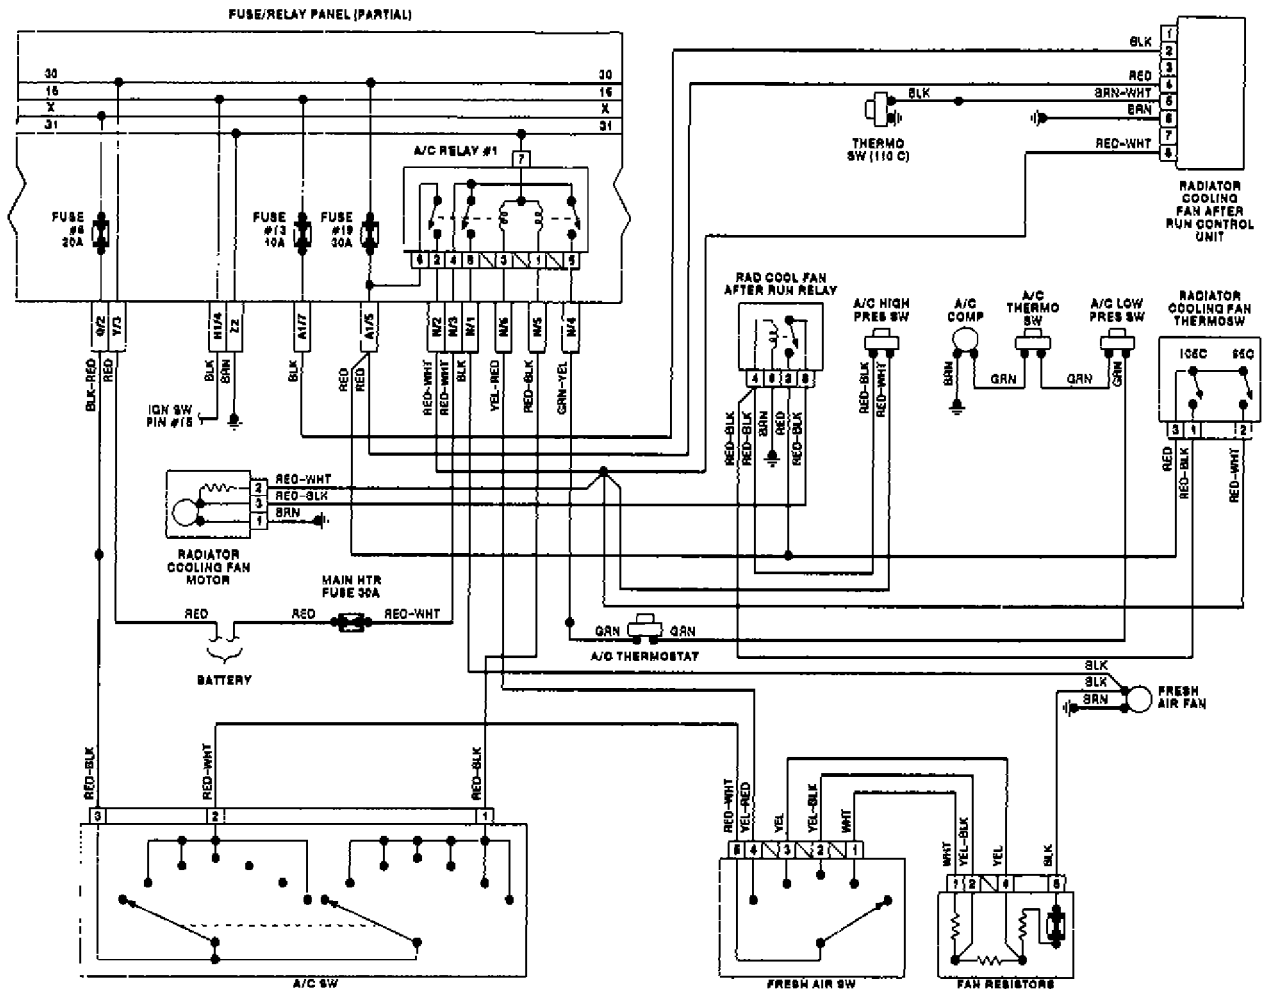 FUSE/RELAY PANEL (PARTIAL)
30
30
15
15
X
X
31
31
A/C RELAY #1
7
FUSE
#6
20A
FUSE
#13
10A
FUSE
#19
30A
6
2
4
8
3
1
5
G/2
Y/3
H1/4
Z2
A1/7
A1/5
N/2
N/3
N/1
N/6
N/5
N/4
BLK-RED
RED
BLK
BRN
BLK
RED
RED
RED-WHT
RED-WHT
BLK
YEL-RED
RED-BLK
GRN-YEL
IGN SW
PIN #15
BLK
RED
BRN-WHT
BRN
RED-WHT
BLK
1
2
3
4
5
6
7
8
THERMO
SW (110 C)
RADIATOR
COOLING
FAN AFTER
RUN CONTROL
UNIT
RAD COOL FAN
AFTER RUN RELAY
4
6
2
8
RED-BLK
RED-BLK
BRN
RED
RED-BLK
A/C HIGH
PRES SW
RED-BLK
RED-WHT
A/C
COMP
BRN
GRN
A/C
THERMO
SW
GRN
A/C LOW
PRES SW
GRN
RADIATOR
COOLING FAN
THERMOSW
105C
95C
3
1
2
RED
RED-BLK
RED-WHT
2
3
1
RED-WHT
RED-BLK
BRN
RADIATOR
COOLING FAN
MOTOR
MAIN HTR
FUSE 30A
RED
RED
RED-WHT
BATTERY
GRN
GRN
A/C THERMOSTAT
BLK
BLK
BRN
FRESH
AIR FAN
RED-BLK
RED-WHT
RED-BLK
3
2
1
A/C SW
RED-WHT
YEL-RED
YEL
YEL-BLK
WHT
5
4
3
2
1
FRESH AIR SW
WHT
YEL-BLK
YEL
BLK
1
2
4
FAN RESISTORS